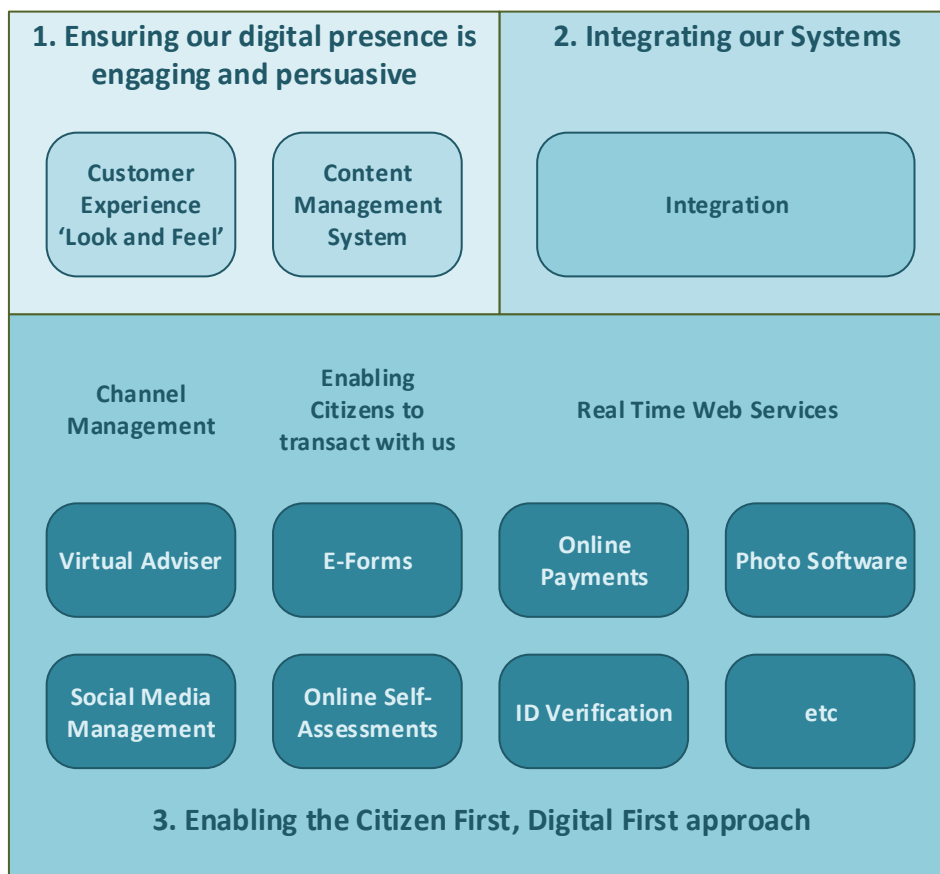 1. Ensuring our digital presence is
engaging and persuasive
2. Integrating our Systems
Customer
Experience
‘Look and Feel’
Content
Management
System
Integration
Channel
Management
Enabling
Citizens to
transact with us
Real Time Web Services
Virtual Adviser
E-Forms
Online
Payments
Photo Software
Social Media
Management
Online Self-
Assessments
ID Verification
etc
3. Enabling the Citizen First, Digital First approach